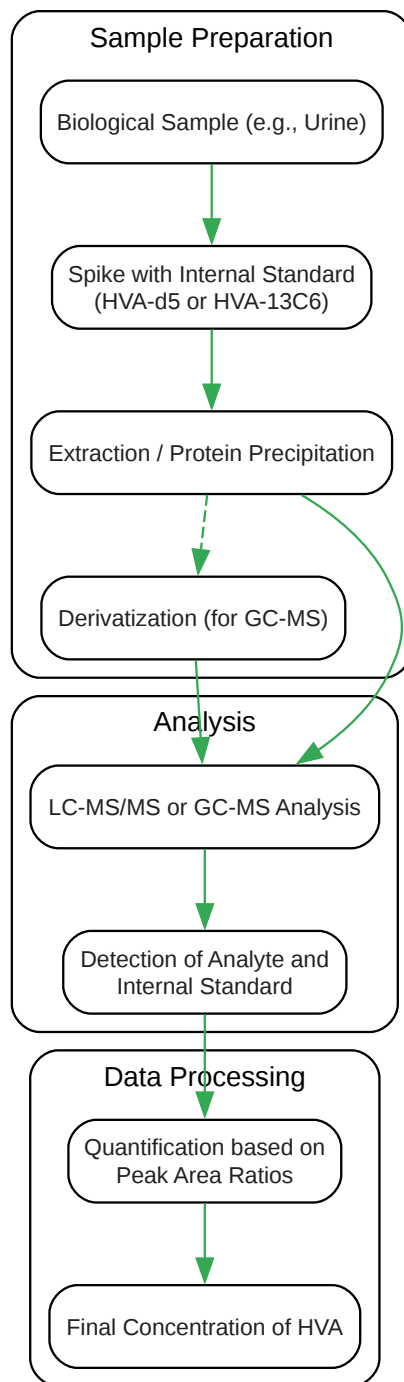 Sample Preparation
Biological Sample (e.g., Urine)
Spike with Internal Standard
(HVA-d5 or HVA-13C6)
Extraction / Protein Precipitation
Derivatization (for GC-MS)
Analysis
LC-MS/MS or GC-MS Analysis
Detection of Analyte and
Internal Standard
Data Processing
Quantification based on
Peak Area Ratios
Final Concentration of HVA